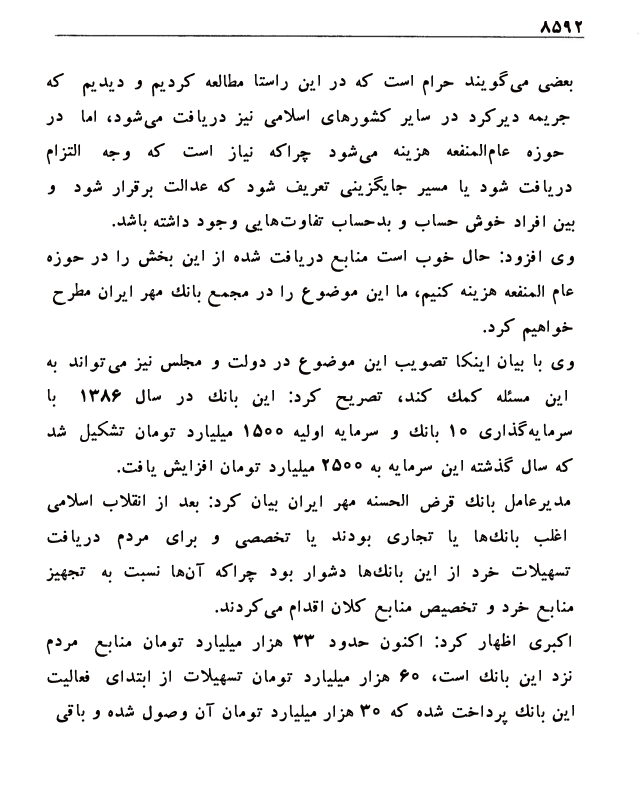 ۸۵۹۲
بعضی می‌گویند حرام است که در این راستا مطالعه کردیم و دیدیم که
جریمه دیرکرد در سایر کشورهای اسلامی نیز دریافت می‌شود، اما در
حوزه عام‌المنفعه هزینه می‌شود چراکه نیاز است که وجه التزام
دریافت شود یا مسیر جایگزینی تعریف شود که عدالت برقرار شود و
بین افراد خوش حساب و بدحساب تفاوت‌هایی وجود داشته باشد.
وی افزود: حال خوب است منابع دریافت شده از این بخش را در حوزه
عام المنفعه هزینه کنیم، ما این موضوع را در مجمع بانک مهر ایران مطرح
خواهیم کرد.
وی با بیان اینکا تصویب این موضوع در دولت و مجلس نیز می‌تواند به
این مسئله کمک کند، تصریح کرد: این بانک در سال ۱۳۸۶ با
سرمایه‌گذاری ۱۰ بانک و سرمایه اولیه ۱۵۰۰ میلیارد تومان تشکیل شد
که سال گذشته این سرمایه به ۲۵۰۰ میلیارد تومان افزایش یافت.
مدیرعامل بانک قرض الحسنه مهر ایران بیان کرد: بعد از انقلاب اسلامی
اغلب بانک‌ها یا تجاری بودند یا تخصصی و برای مردم دریافت
تسهیلات خرد از این بانک‌ها دشوار بود چراکه آن‌ها نسبت به تجهیز
منابع خرد و تخصیص منابع کلان اقدام می‌کردند.
اکبری اظهار کرد: اکنون حدود ۳۳ هزار میلیارد تومان منابع مردم
نزد این بانک است، ۶۰ هزار میلیارد تومان تسهیلات از ابتدای فعالیت
این بانک پرداخت شده که ۳۰ هزار میلیارد تومان آن وصول شده و باقی